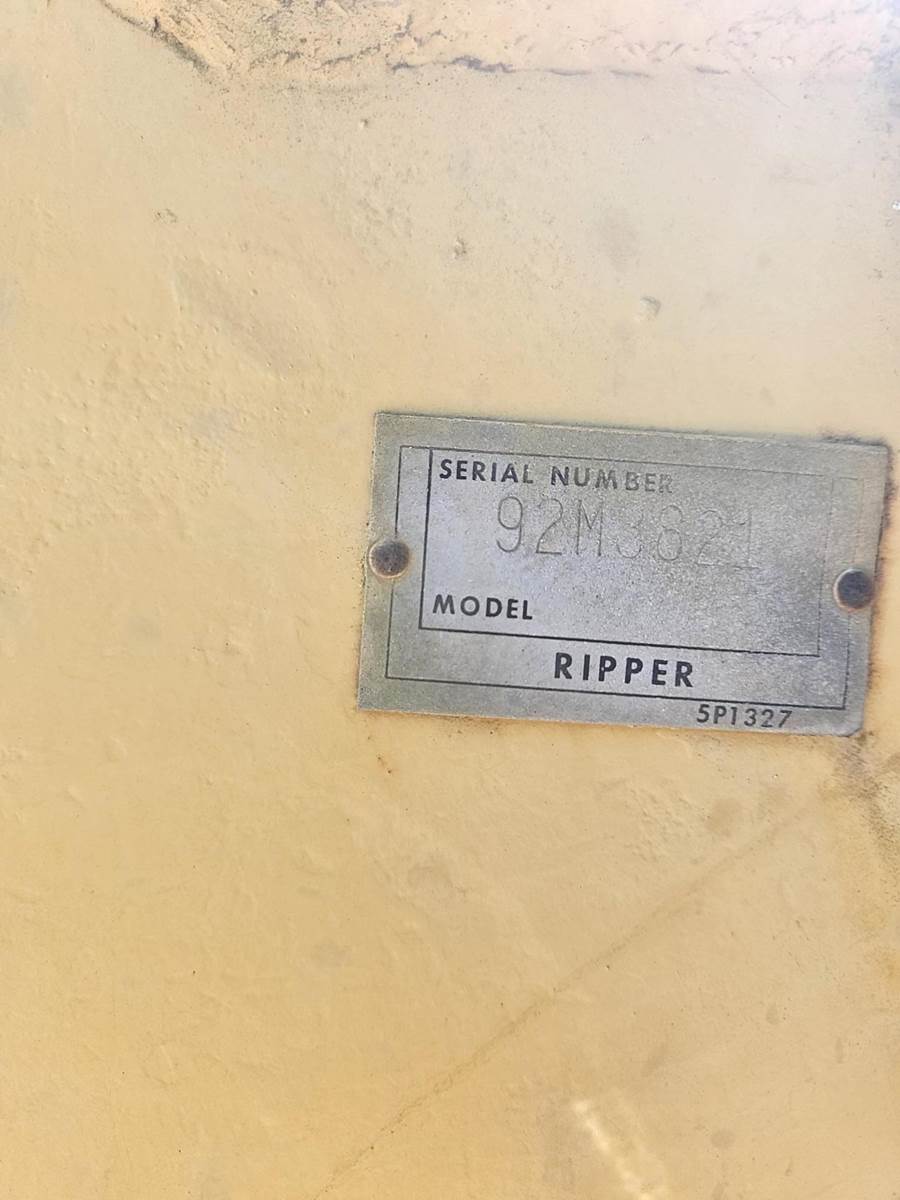 SERIAL NUMBER
92M3821
MODEL
RIPPER
5P1327